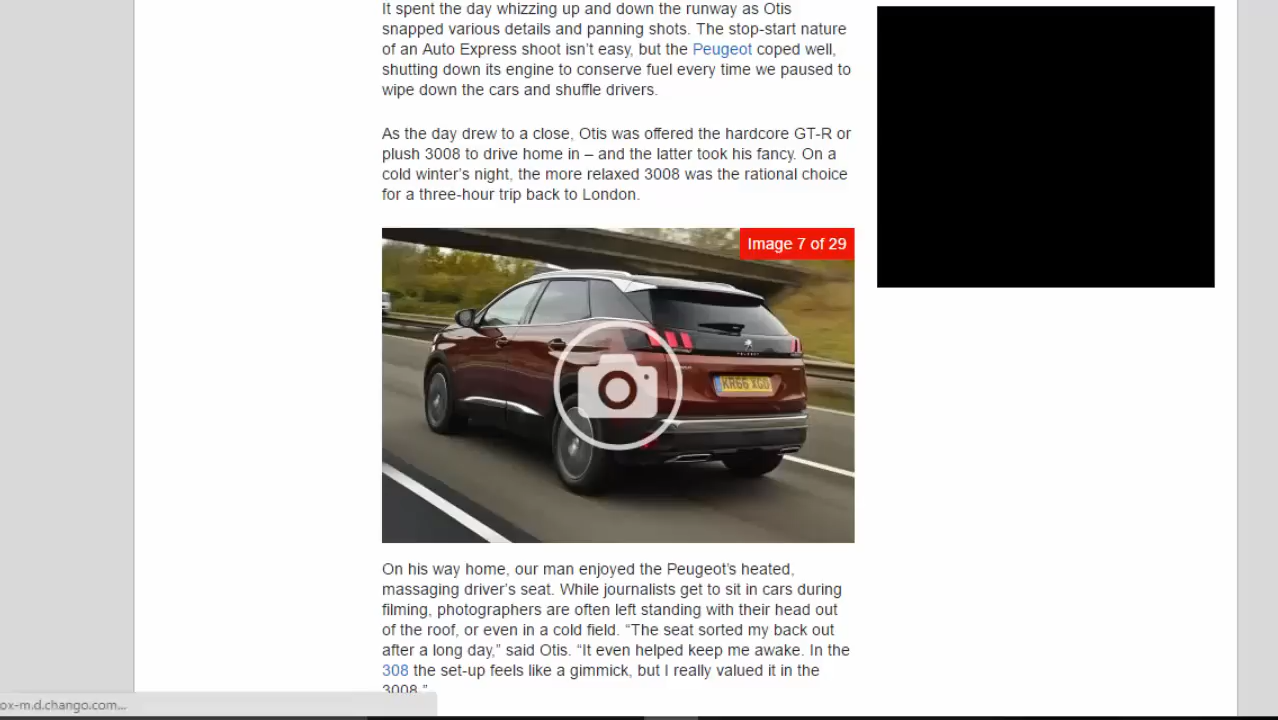 It spent the day whizzing up and down the runway as Otis
snapped various details and panning shots. The stop-start nature
of an Auto Express shoot isn’t easy, but the Peugeot coped well,
shutting down its engine to conserve fuel every time we paused to
wipe down the cars and shuffle drivers.
As the day drew to a close, Otis was offered the hardcore GT-R or
plush 3008 to drive home in – and the latter took his fancy. On a
cold winter’s night, the more relaxed 3008 was the rational choice
for a three-hour trip back to London.
Image 7 of 29
PEUGEOT
KR66 XGO
On his way home, our man enjoyed the Peugeot’s heated,
massaging driver’s seat. While journalists get to sit in cars during
filming, photographers are often left standing with their head out
of the roof, or even in a cold field. “The seat sorted my back out
after a long day,” said Otis. “It even helped keep me awake. In the
308 the set-up feels like a gimmick, but I really valued it in the
3008.”
ox-m.d.chango.com...